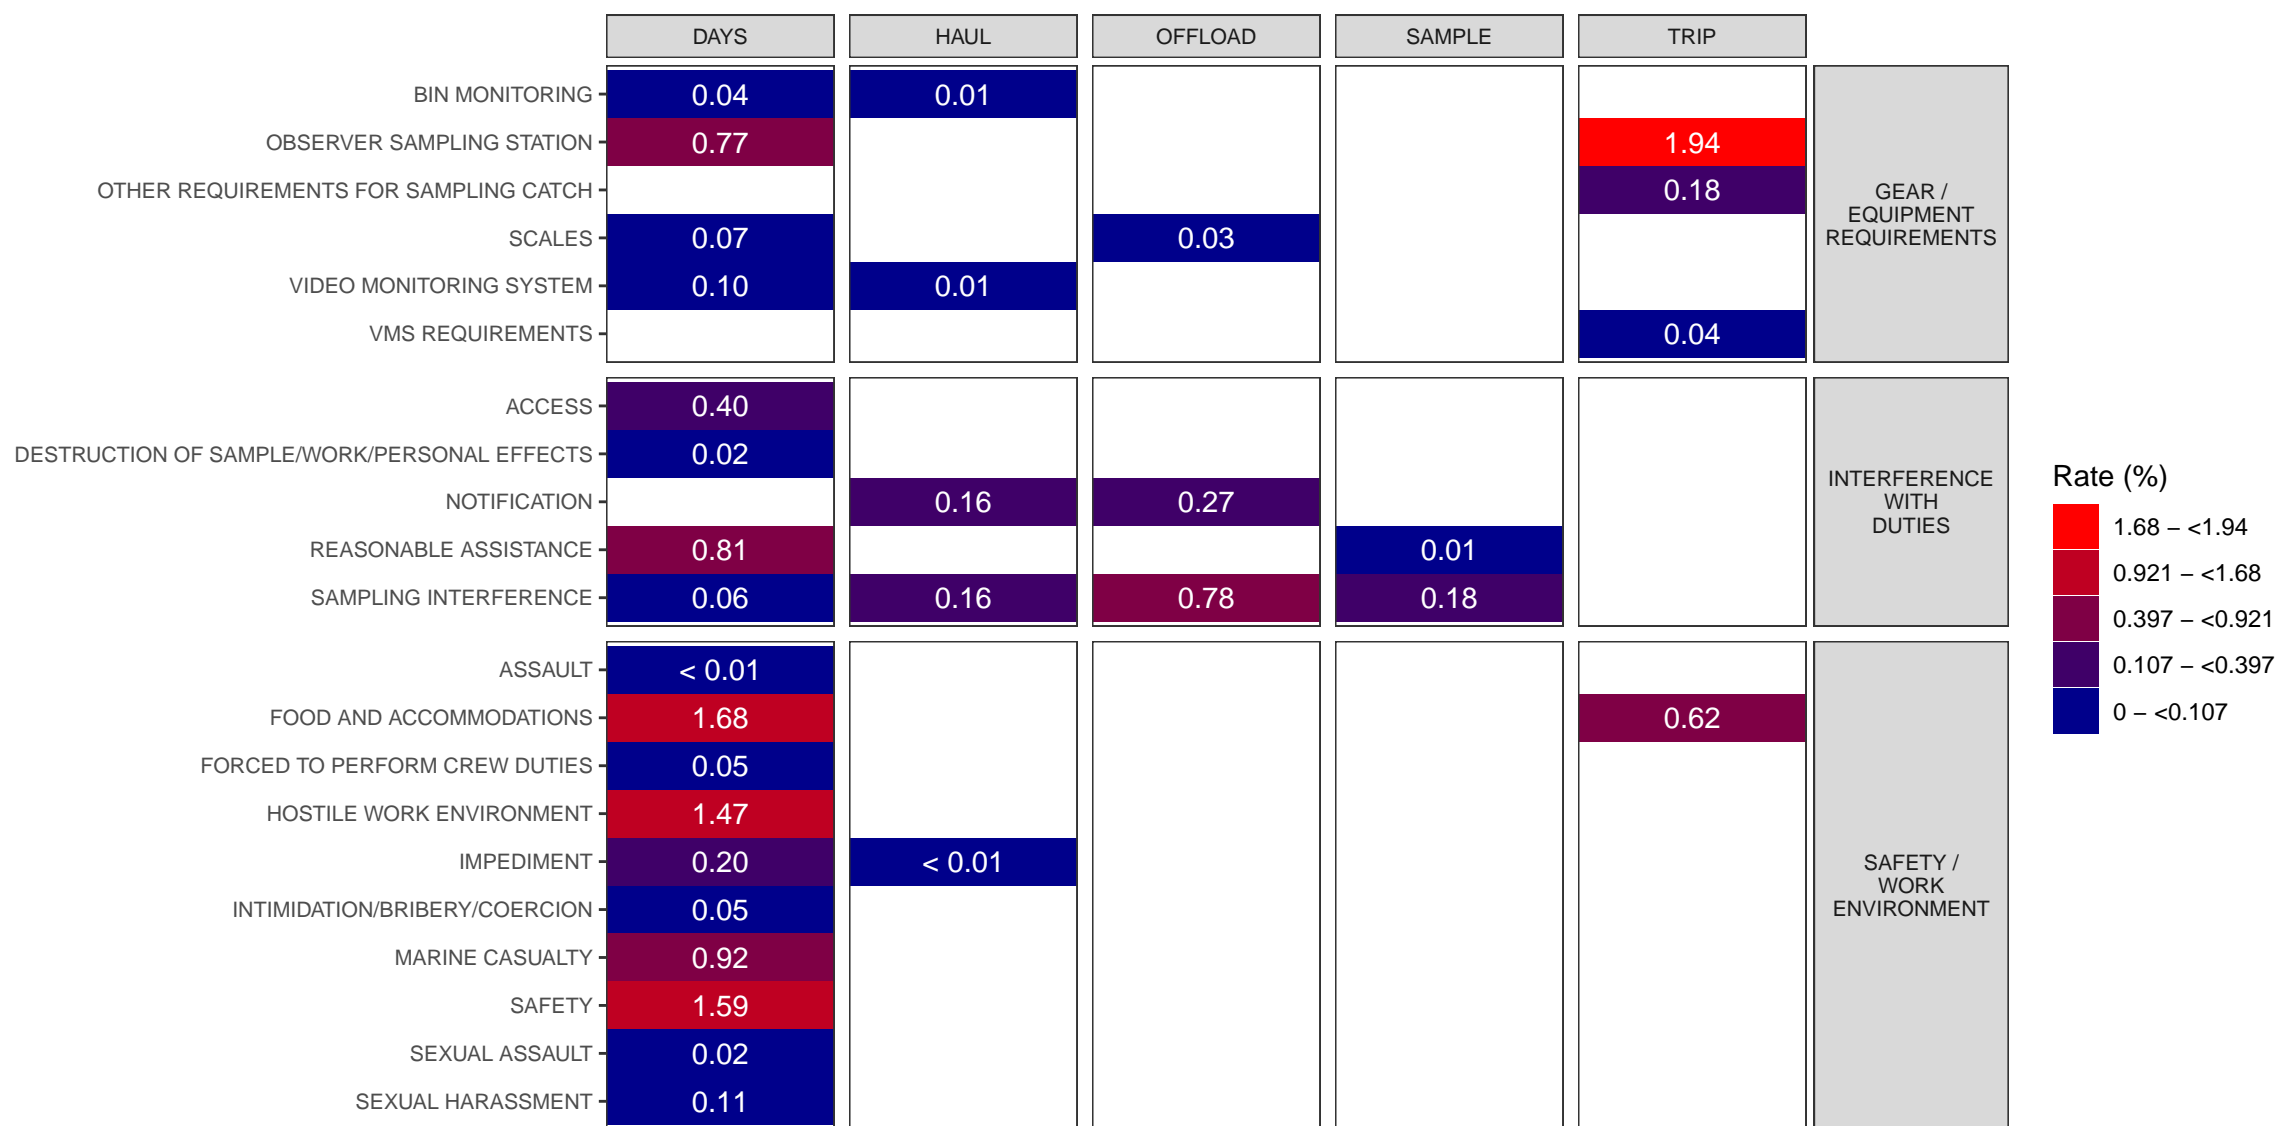 DAYS HAUL OFFLOAD SAMPLE TRIP
BIN MONITORING 0.04 0.01
OBSERVER SAMPLING STATION 0.77 1.94
OTHER REQUIREMENTS FOR SAMPLING CATCH 0.18
SCALES 0.07 0.03
VIDEO MONITORING SYSTEM 0.10 0.01
VMS REQUIREMENTS 0.04
GEAR /
EQUIPMENT
REQUIREMENTS
ACCESS 0.40
DESTRUCTION OF SAMPLE/WORK/PERSONAL EFFECTS 0.02
NOTIFICATION 0.16 0.27
REASONABLE ASSISTANCE 0.81 0.01
SAMPLING INTERFERENCE 0.06 0.16 0.78 0.18
INTERFERENCE
WITH
DUTIES
ASSAULT < 0.01
FOOD AND ACCOMMODATIONS 1.68 0.62
FORCED TO PERFORM CREW DUTIES 0.05
HOSTILE WORK ENVIRONMENT 1.47
IMPEDIMENT 0.20 < 0.01
INTIMIDATION/BRIBERY/COERCION 0.05
MARINE CASUALTY 0.92
SAFETY 1.59
SEXUAL ASSAULT 0.02
SEXUAL HARASSMENT 0.11
SAFETY /
WORK
ENVIRONMENT
Rate (%)
1.68 – <1.94
0.921 – <1.68
0.397 – <0.921
0.107 – <0.397
0 – <0.107